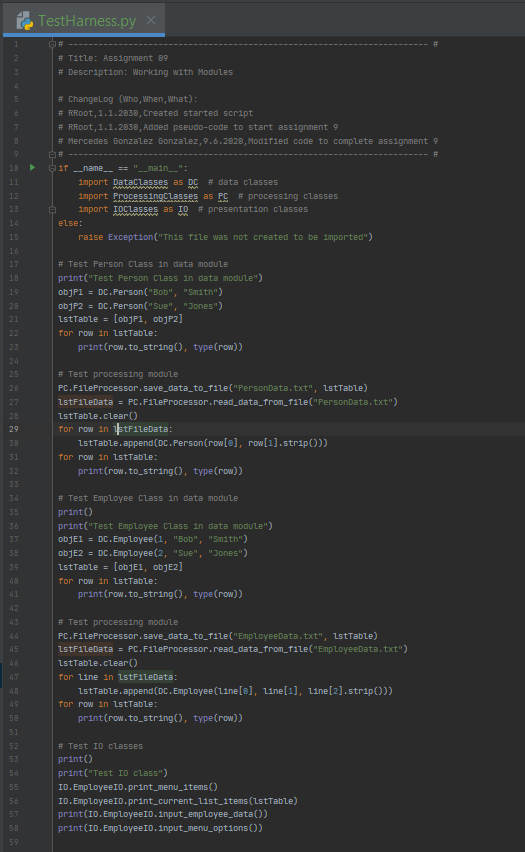 TestHarness.py
1 # ------------------------------------------------------------------------ #
2 # Title: Assignment 09
3 # Description: Working with Modules
4
5 # ChangeLog (Who,When,What):
6 # RRoot,1.1.2030,Created started script
7 # RRoot,1.1.2030,Added pseudo-code to start assignment 9
8 # Mercedes Gonzalez Gonzalez,9.6.2020,Modified code to complete assignment 9
9 # ------------------------------------------------------------------------ #
10 if __name__ == "__main__":
11     import DataClasses as DC  # data classes
12     import ProcessingClasses as PC  # processing classes
13     import IOClasses as IO  # presentation classes
14 else:
15     raise Exception("This file was not created to be imported")
16
17 # Test Person Class in data module
18 print("Test Person Class in data module")
19 objP1 = DC.Person("Bob", "Smith")
20 objP2 = DC.Person("Sue", "Jones")
21 lstTable = [objP1, objP2]
22 for row in lstTable:
23     print(row.to_string(), type(row))
24
25 # Test processing module
26 PC.FileProcessor.save_data_to_file("PersonData.txt", lstTable)
27 lstFileData = PC.FileProcessor.read_data_from_file("PersonData.txt")
28 lstTable.clear()
29 for row in lstFileData:
30     lstTable.append(DC.Person(row[0], row[1].strip()))
31 for row in lstTable:
32     print(row.to_string(), type(row))
33
34 # Test Employee Class in data module
35 print()
36 print("Test Employee Class in data module")
37 objE1 = DC.Employee(1, "Bob", "Smith")
38 objE2 = DC.Employee(2, "Sue", "Jones")
39 lstTable = [objE1, objE2]
40 for row in lstTable:
41     print(row.to_string(), type(row))
42
43 # Test processing module
44 PC.FileProcessor.save_data_to_file("EmployeeData.txt", lstTable)
45 lstFileData = PC.FileProcessor.read_data_from_file("EmployeeData.txt")
46 lstTable.clear()
47 for line in lstFileData:
48     lstTable.append(DC.Employee(line[0], line[1], line[2].strip()))
49 for row in lstTable:
50     print(row.to_string(), type(row))
51
52 # Test IO classes
53 print()
54 print("Test IO class")
55 IO.EmployeeIO.print_menu_items()
56 IO.EmployeeIO.print_current_list_items(lstTable)
57 print(IO.EmployeeIO.input_employee_data())
58 print(IO.EmployeeIO.input_menu_options())
59